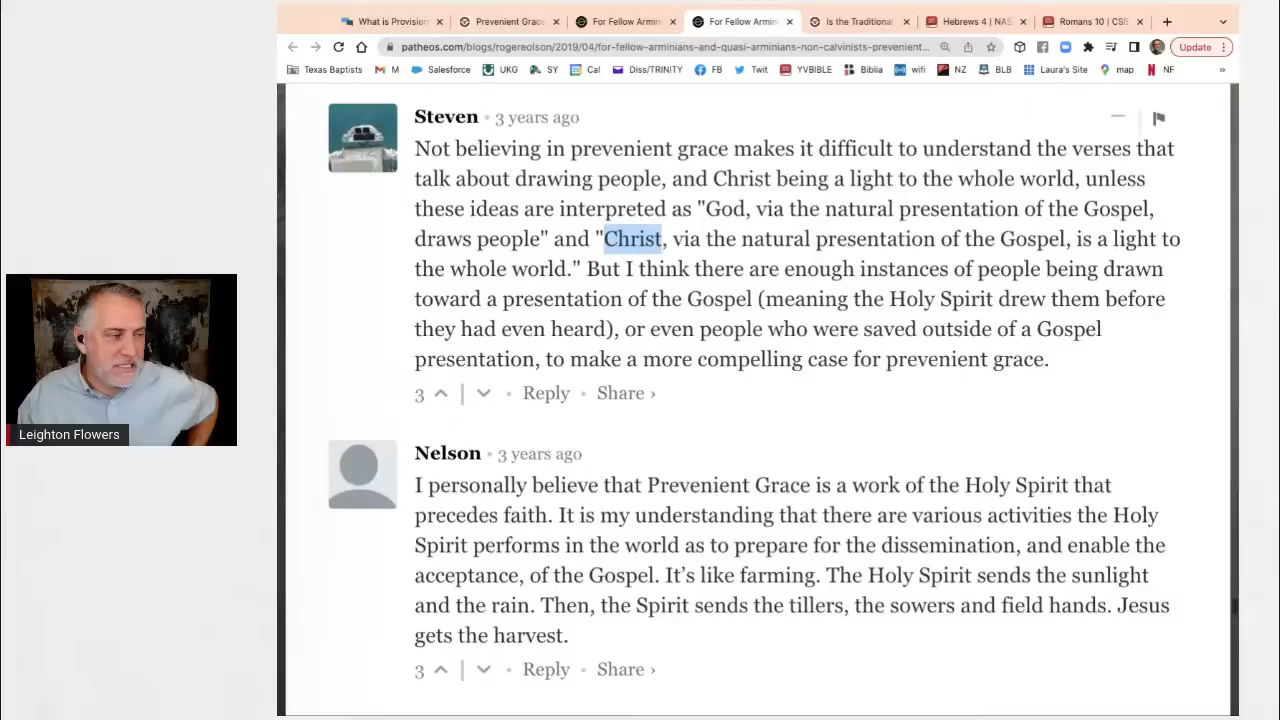 What is Provision
Prevenient Grace
For Fellow Armin
For Fellow Armin
Is the Traditional
Hebrews 4 | NAS
Romans 10 | CSB
patheos.com/blogs/rogereolson/2019/04/for-fellow-arminians-and-quasi-arminians-non-calvinists-prevenient...
Update
Texas Baptists
M
Salesforce
UKG
SY
Cal
Diss/TRINITY
FB
Twit
YVBIBLE
Biblia
wifi
NZ
BLB
Laura's Site
map
NF
»
Steven • 3 years ago
Not believing in prevenient grace makes it difficult to understand the verses that
talk about drawing people, and Christ being a light to the whole world, unless
these ideas are interpreted as "God, via the natural presentation of the Gospel,
draws people" and "Christ, via the natural presentation of the Gospel, is a light to
the whole world." But I think there are enough instances of people being drawn
toward a presentation of the Gospel (meaning the Holy Spirit drew them before
they had even heard), or even people who were saved outside of a Gospel
presentation, to make a more compelling case for prevenient grace.
3 • Reply • Share ›
Nelson • 3 years ago
I personally believe that Prevenient Grace is a work of the Holy Spirit that
precedes faith. It is my understanding that there are various activities the Holy
Spirit performs in the world as to prepare for the dissemination, and enable the
acceptance, of the Gospel. It's like farming. The Holy Spirit sends the sunlight
and the rain. Then, the Spirit sends the tillers, the sowers and field hands. Jesus
gets the harvest.
3 • Reply • Share ›
Leighton Flowers